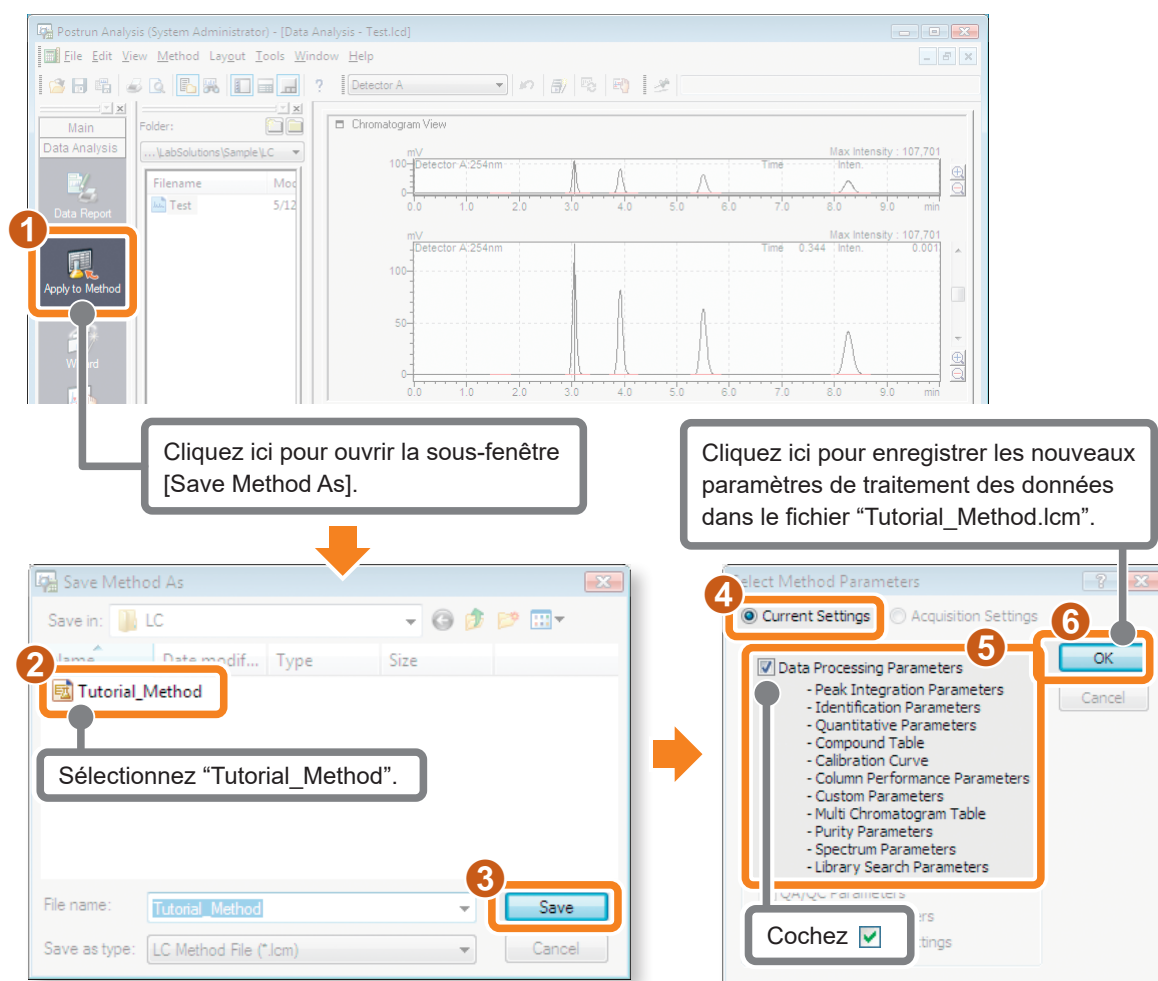 Postrun Analysis (System Administrator) - [Data Analysis - Test.lcd]
File Edit View Method Layout Tools Window Help
? Detector A
Main
Data Analysis
Data Report
1
Apply to Method
Folder:
...\LabSolutions\Sample\LC
Filename
Test 5/12
Chromatogram View
mV Max Intensity : 107,701
Detector A:254nm Time Inten.
100
0
0.0 1.0 2.0 3.0 4.0 5.0 6.0 7.0 8.0 9.0 min
mV Max Intensity : 107,701
Detector A:254nm Time 0.344 Inten. 0.001
100
50
0
0.0 1.0 2.0 3.0 4.0 5.0 6.0 7.0 8.0 9.0 min
Cliquez ici pour ouvrir la sous-fenêtre
[Save Method As].
Cliquez ici pour enregistrer les nouveaux
paramètres de traitement des données
dans le fichier “Tutorial_Method.lcm”.
Save Method As
Save in: LC
2
Name Date modif... Type Size
Tutorial_Method
Sélectionnez “Tutorial_Method”.
3
File name: Tutorial_Method Save
Save as type: LC Method File (*.lcm) Cancel
Select Method Parameters ?
4
Current Settings Acquisition Settings
5
6
OK
Cancel
Data Processing Parameters
- Peak Integration Parameters
- Identification Parameters
- Quantitative Parameters
- Compound Table
- Calibration Curve
- Column Performance Parameters
- Custom Parameters
- Multi Chromatogram Table
- Purity Parameters
- Spectrum Parameters
- Library Search Parameters
QA/QC Parameters
Cochez